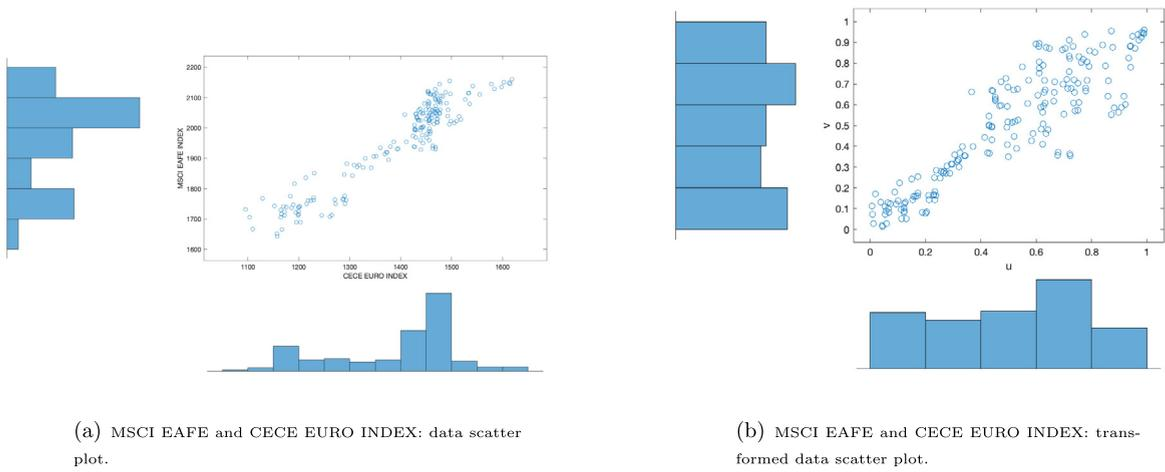 2200
2100
2000
1900
1800
1700
1600
MSCI EAFE INDEX
1100 1200 1300 1400 1500 1600
CECE EURO INDEX
(a) MSCI EAFE and CECE EURO INDEX: data scatter
plot.
1
0.9
0.8
0.7
0.6
0.5
0.4
0.3
0.2
0.1
0
v
0 0.2 0.4 0.6 0.8 1
u
(b) MSCI EAFE and CECE EURO INDEX: trans-
formed data scatter plot.